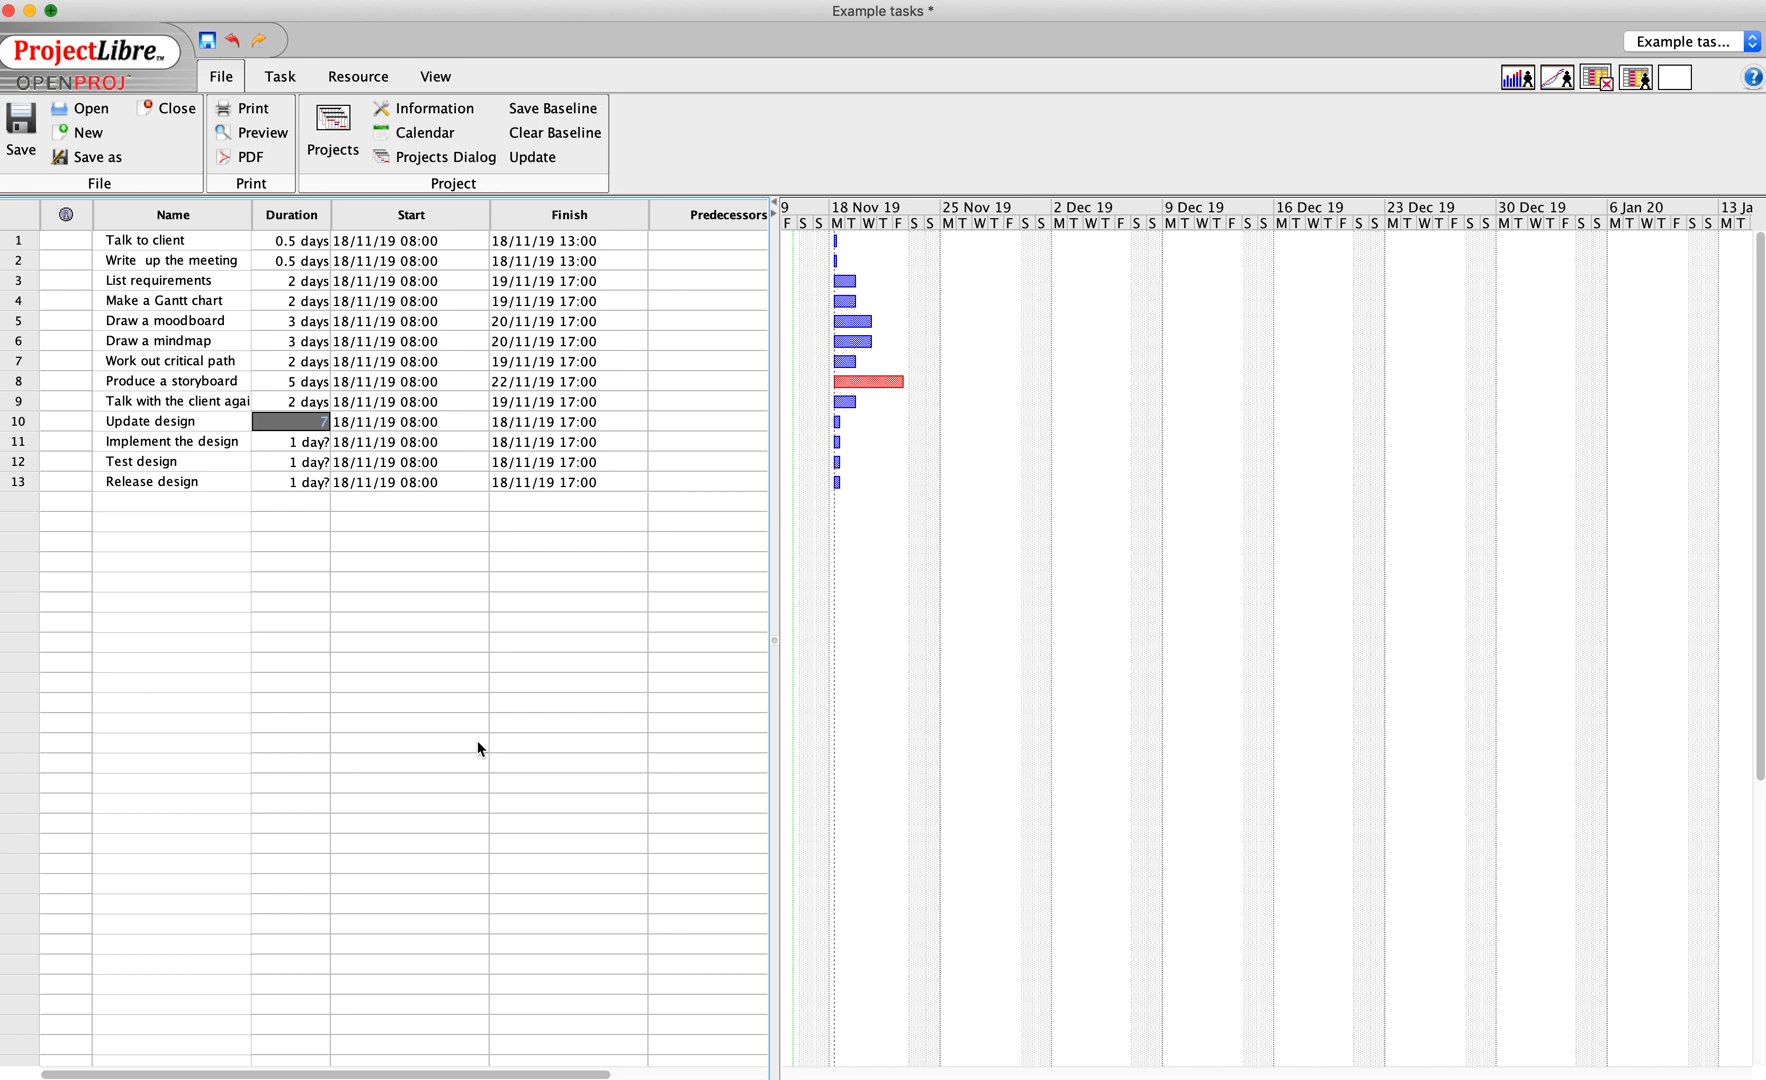 Example tasks *
ProjectLibre™
OPENPROJ
Example tas...
File Task Resource View
Save
Open
Close
New
Save as
File
Print
Preview
PDF
Print
Projects
Information
Calendar
Projects Dialog
Save Baseline
Clear Baseline
Update
Project
Name Duration Start Finish Predecessors
1 Talk to client 0.5 days 18/11/19 08:00 18/11/19 13:00
2 Write up the meeting 0.5 days 18/11/19 08:00 18/11/19 13:00
3 List requirements 2 days 18/11/19 08:00 19/11/19 17:00
4 Make a Gantt chart 2 days 18/11/19 08:00 19/11/19 17:00
5 Draw a moodboard 3 days 18/11/19 08:00 20/11/19 17:00
6 Draw a mindmap 3 days 18/11/19 08:00 20/11/19 17:00
7 Work out critical path 2 days 18/11/19 08:00 19/11/19 17:00
8 Produce a storyboard 5 days 18/11/19 08:00 22/11/19 17:00
9 Talk with the client agai 2 days 18/11/19 08:00 19/11/19 17:00
10 Update design 7 18/11/19 08:00 18/11/19 17:00
11 Implement the design 1 day? 18/11/19 08:00 18/11/19 17:00
12 Test design 1 day? 18/11/19 08:00 18/11/19 17:00
13 Release design 1 day? 18/11/19 08:00 18/11/19 17:00
9 18 Nov 19 25 Nov 19 2 Dec 19 9 Dec 19 16 Dec 19 23 Dec 19 30 Dec 19 6 Jan 20 13 Ja
F S S M T W T F S S M T W T F S S M T W T F S S M T W T F S S M T W T F S S M T W T F S S M T W T F S S M T W T F S S M T